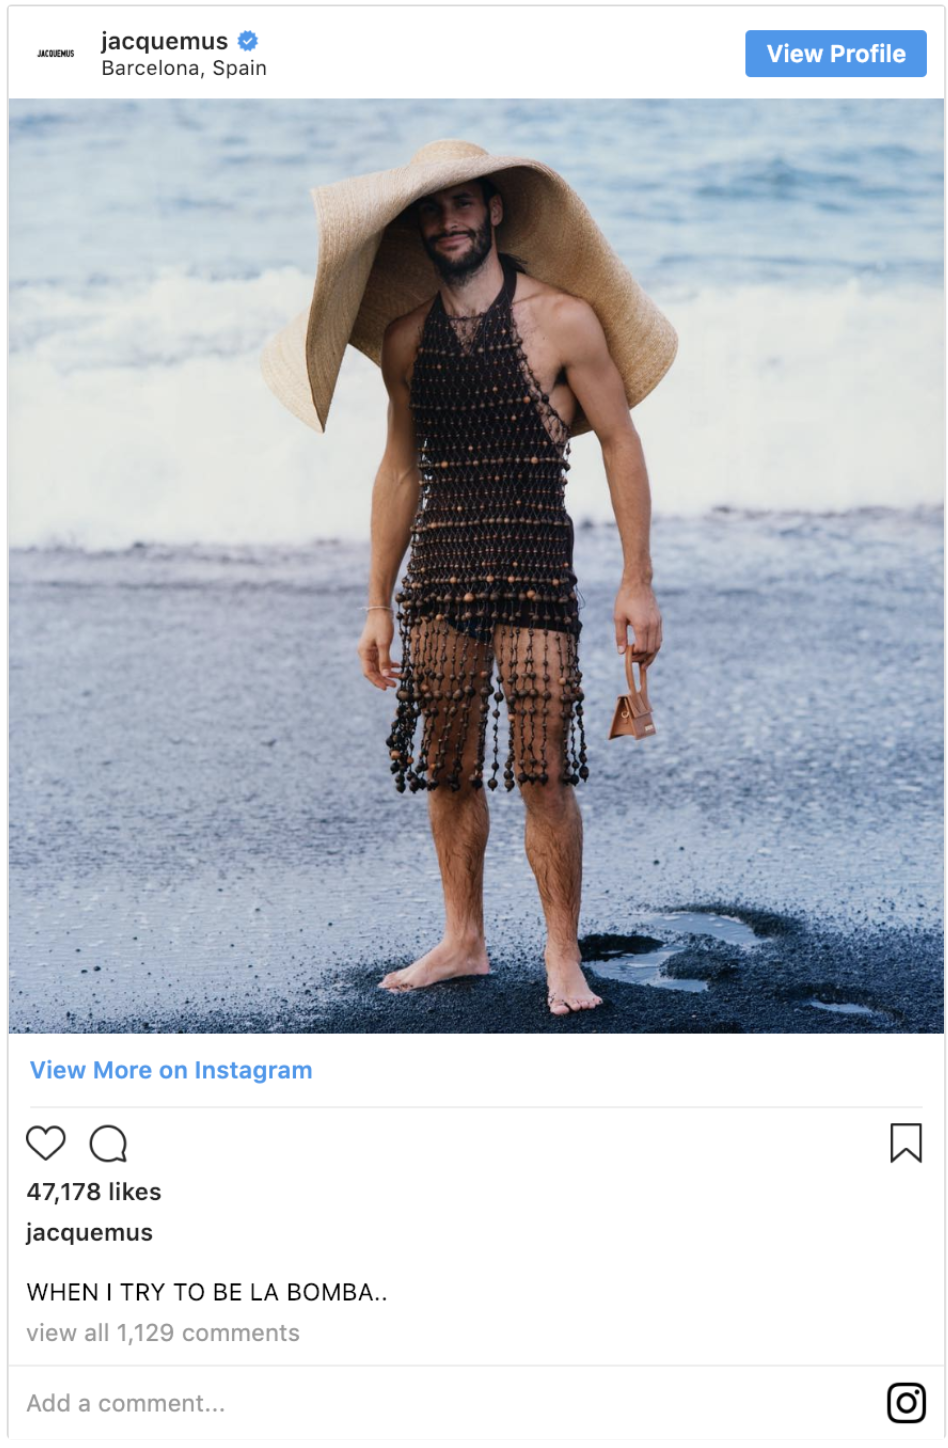 JACQUEMUS
jacquemus
Barcelona, Spain
View Profile
View More on Instagram
47,178 likes
jacquemus
WHEN I TRY TO BE LA BOMBA..
view all 1,129 comments
Add a comment...